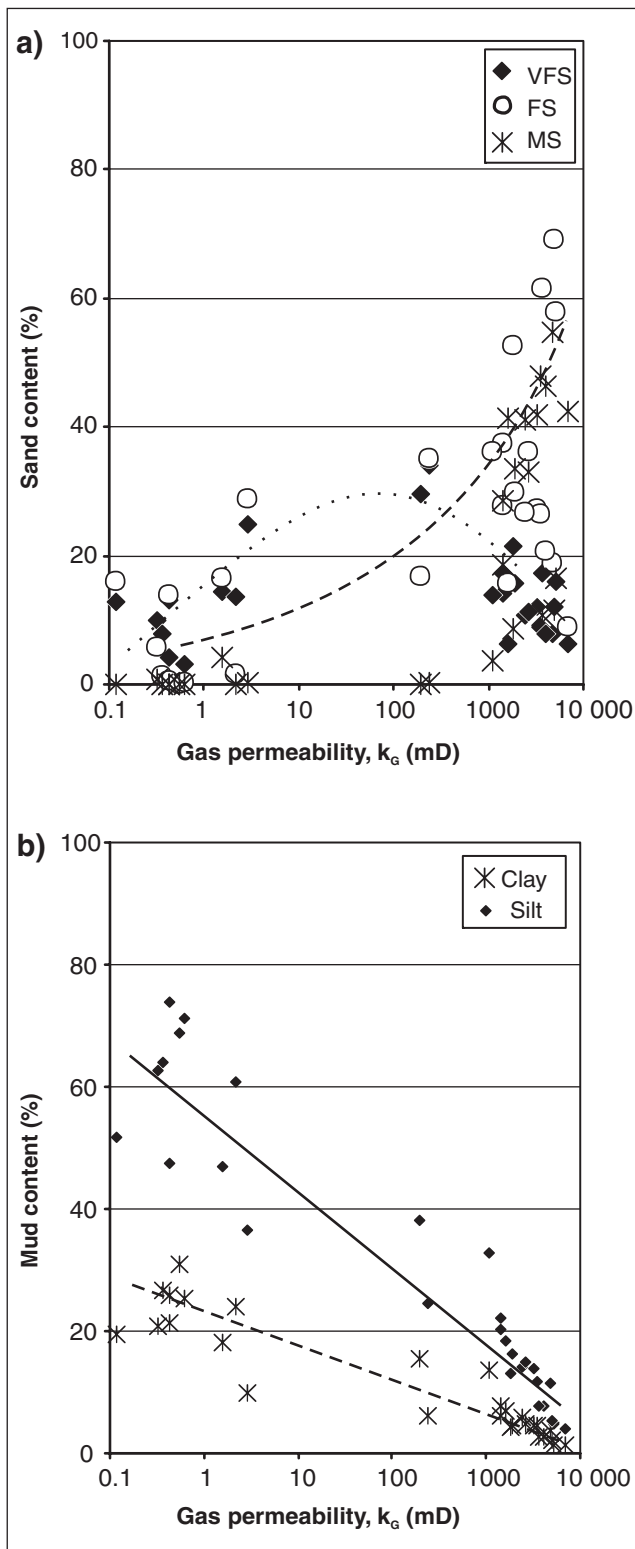 a)
100
80
60
40
20
0
Sand content (%)
VFS
FS
MS
0.1 1 10 100 1000 10 000
Gas permeability, kG (mD)
b)
100
80
60
40
20
0
Mud content (%)
Clay
Silt
0.1 1 10 100 1000 10 000
Gas permeability, kG (mD)